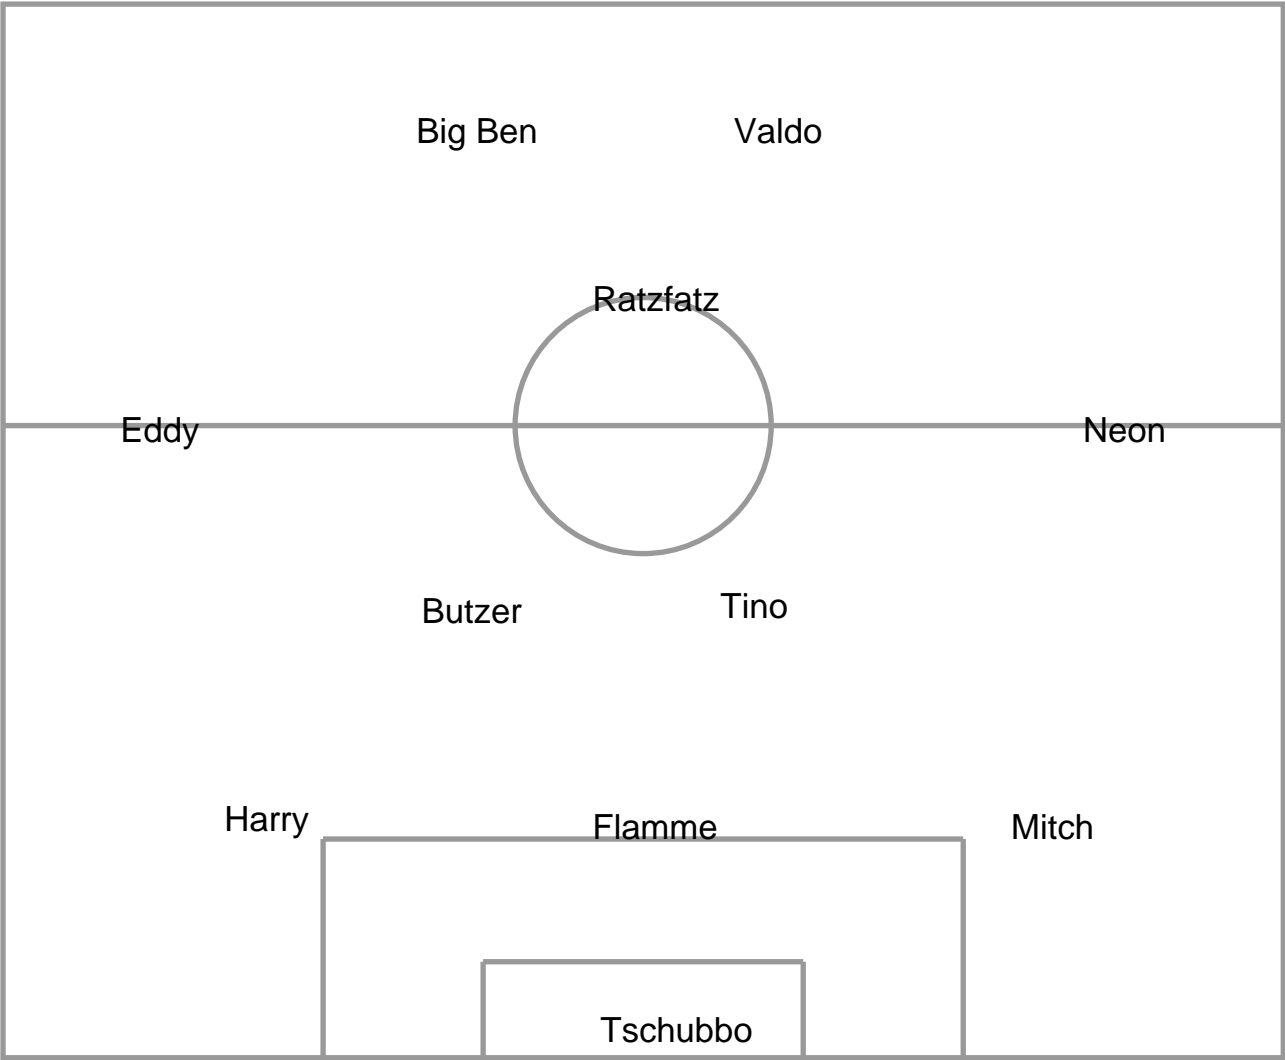 Big Ben Valdo
Ratzfatz
Eddy Neon
Butzer Tino
Harry Flamme Mitch
Tschubbo